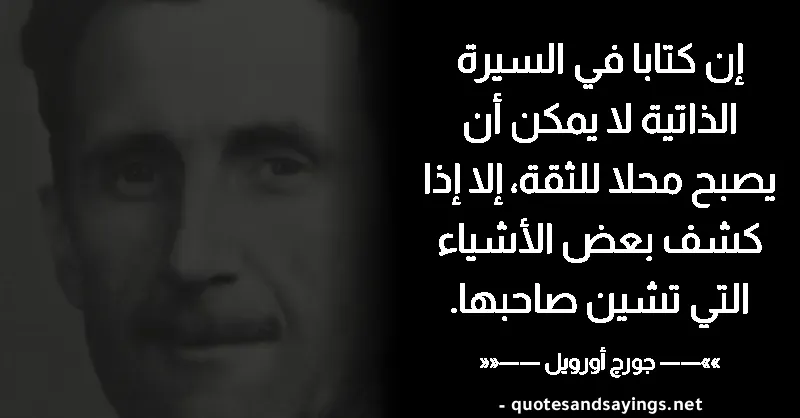 إن كتابا في السيرة
الذاتية لا يمكن أن
يصبح محلا للثقة، إلا إذا
كشف بعض الأشياء
التي تشين صاحبها.
»»—— جورج أورويل ——««
- quotesandsayings.net